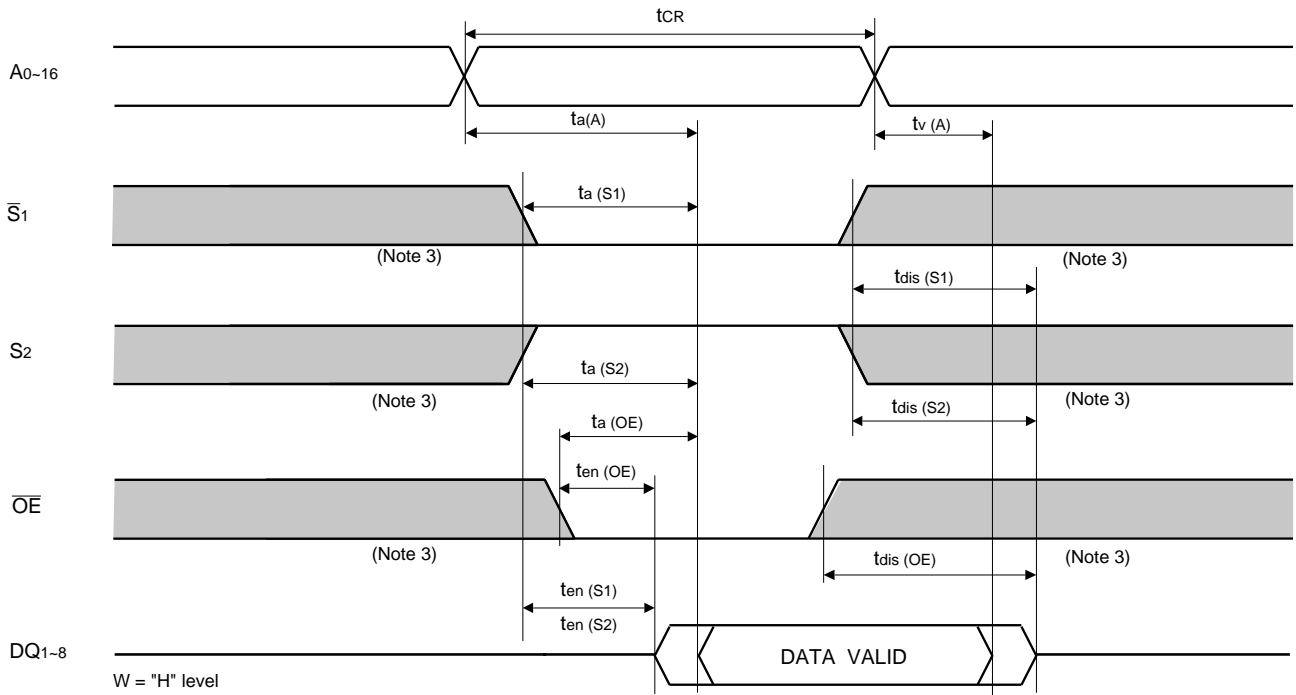 tCR
A0~16
ta(A)
tv (A)
S̅1
ta (S1)
(Note 3)
(Note 3)
tdis (S1)
S2
ta (S2)
(Note 3)
(Note 3)
tdis (S2)
ta (OE)
ten (OE)
O̅E̅
(Note 3)
(Note 3)
tdis (OE)
ten (S1)
ten (S2)
DQ1~8
DATA VALID
W = "H" level